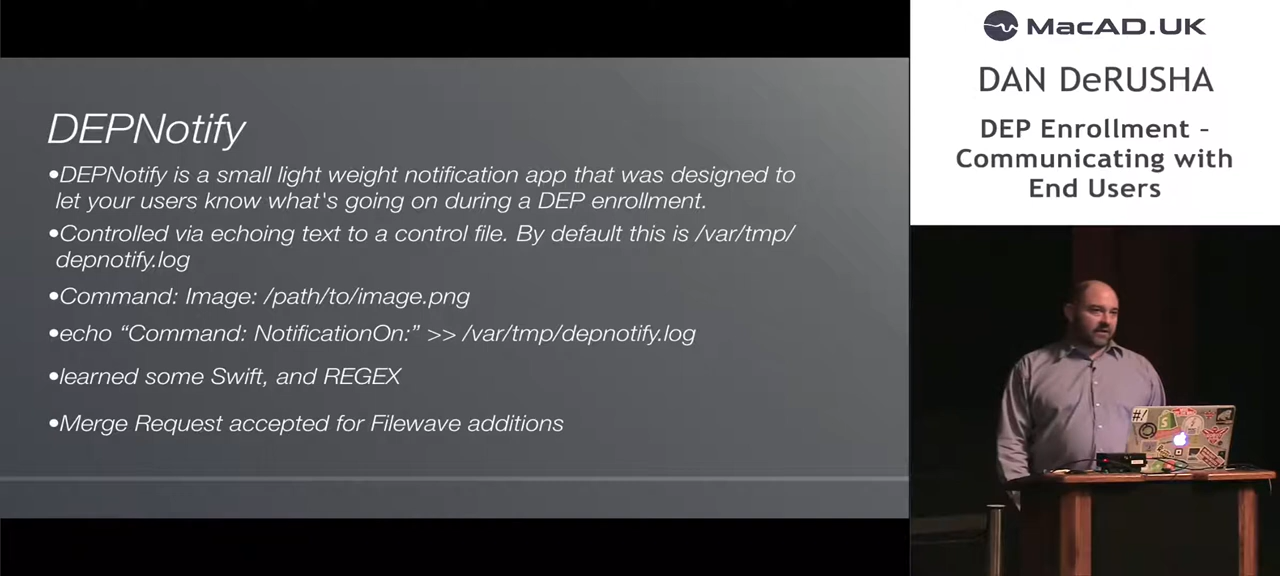 DEPNotify
•DEPNotify is a small light weight notification app that was designed to
let your users know what's going on during a DEP enrollment.
•Controlled via echoing text to a control file. By default this is /var/tmp/
depnotify.log
•Command: Image: /path/to/image.png
•echo “Command: NotificationOn:” >> /var/tmp/depnotify.log
•learned some Swift, and REGEX
•Merge Request accepted for Filewave additions
MacAD.UK
DAN DeRUSHA
DEP Enrollment –
Communicating with
End Users
#!